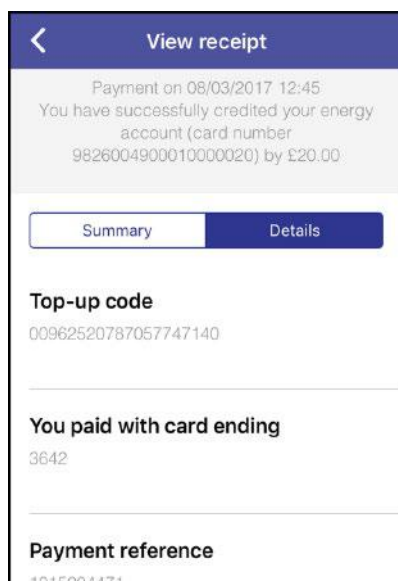 View receipt
Payment on 08/03/2017 12:45
You have successfully credited your energy
account (card number
9826004900010000020) by £20.00
Summary
Details
Top-up code
00962520787057747140
You paid with card ending
3642
Payment reference